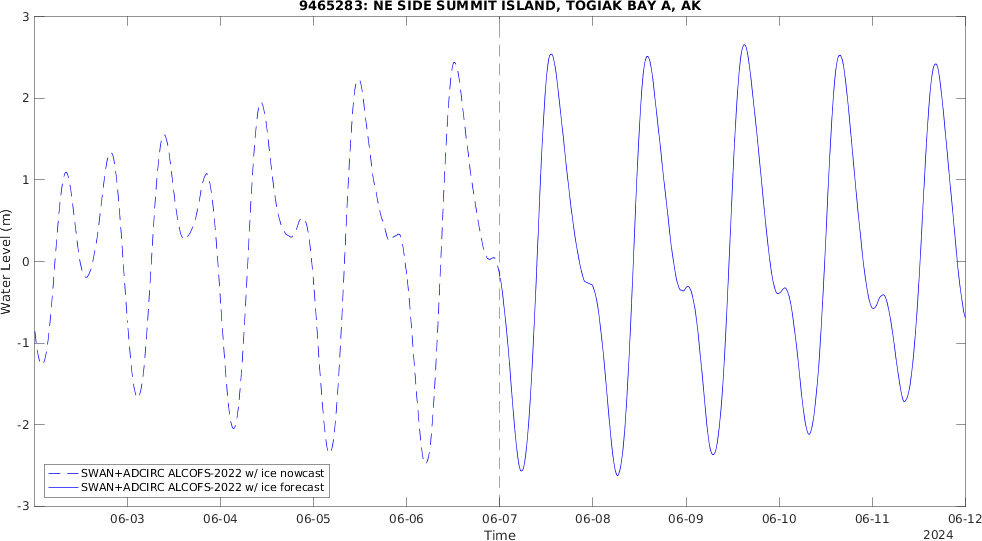 9465283: NE SIDE SUMMIT ISLAND, TOGIAK BAY A, AK
3
2
1
0
-1
-2
-3
Water Level (m)
SWAN+ADCIRC ALCOFS-2022 w/ ice nowcast
SWAN+ADCIRC ALCOFS-2022 w/ ice forecast
06-03 06-04 06-05 06-06 06-07 06-08 06-09 06-10 06-11 06-12
Time
2024